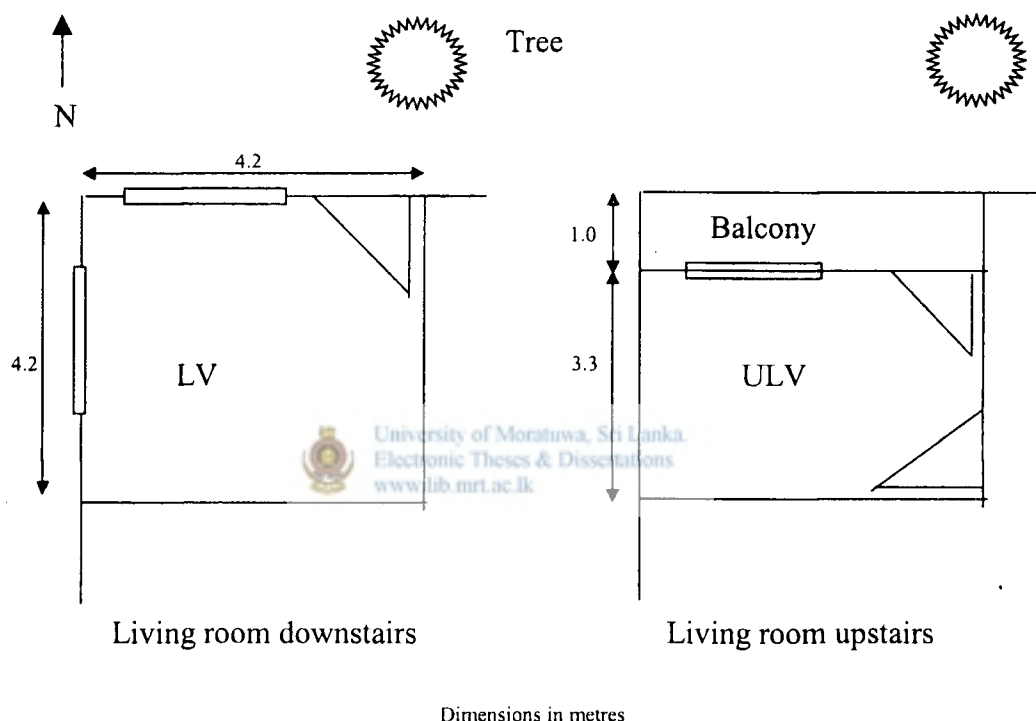 Tree
N
4.2
4.2
LV
1.0
Balcony
3.3
ULV
University of Moratuwa, Sri Lanka.
Electronic Theses & Dissertations
www.lib.mrt.ac.lk
Living room downstairs
Living room upstairs
Dimensions in metres